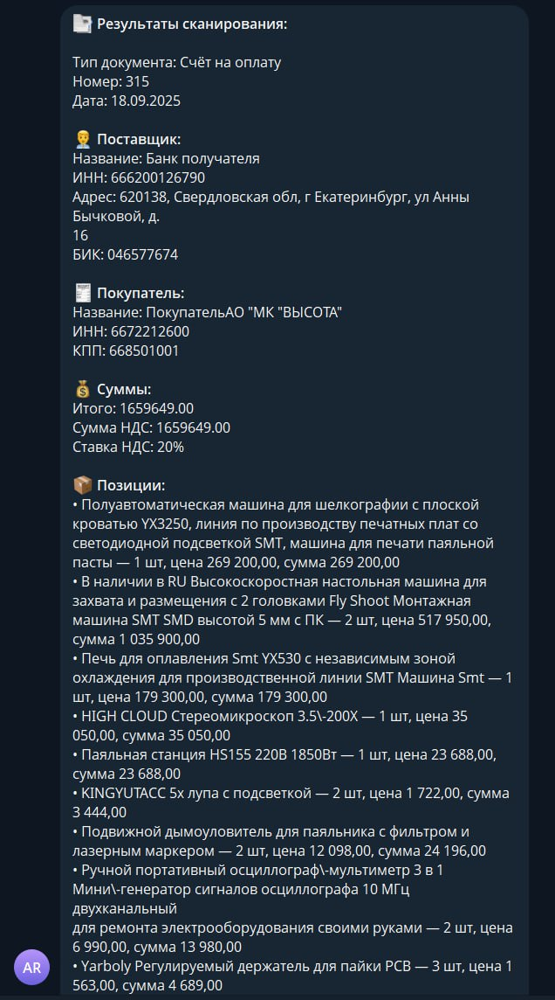 Результаты сканирования:
Тип документа: Счёт на оплату
Номер: 315
Дата: 18.09.2025
Поставщик:
Название: Банк получателя
ИНН: 666200126790
Адрес: 620138, Свердловская обл, г Екатеринбург, ул Анны
Бычковой, д.
16
БИК: 046577674
Покупатель:
Название: ПокупательАО "МК "ВЫСОТА"
ИНН: 6672212600
КПП: 668501001
Суммы:
Итого: 1659649.00
Сумма НДС: 1659649.00
Ставка НДС: 20%
Позиции:
• Полуавтоматическая машина для шелкографии с плоской
кроватью YX3250, линия по производству печатных плат со
светодиодной подсветкой SMT, машина для печати паяльной
пасты — 1 шт, цена 269 200,00, сумма 269 200,00
• В наличии в RU Высокоскоростная настольная машина для
захвата и размещения с 2 головками Fly Shoot Монтажная
машина SMT SMD высотой 5 мм с ПК — 2 шт, цена 517 950,00,
сумма 1 035 900,00
• Печь для оплавления Smt YX530 с независимым зоной
охлаждения для производственной линии SMT Машина Smt — 1
шт, цена 179 300,00, сумма 179 300,00
• HIGH CLOUD Стереомикроскоп 3.5\-200X — 1 шт, цена 35
050,00, сумма 35 050,00
• Паяльная станция HS155 220В 1850Вт — 1 шт, цена 23 688,00,
сумма 23 688,00
• KINGYUTACC 5x лупа с подсветкой — 2 шт, цена 1 722,00, сумма
3 444,00
• Подвижной дымоуловитель для паяльника с фильтром и
лазерным маркером — 2 шт, цена 12 098,00, сумма 24 196,00
• Ручной портативный осциллограф\-мультиметр 3 в 1
Мини\-генератор сигналов осциллографа 10 МГц
двухканальный
для ремонта электрооборудования своими руками — 2 шт, цена
6 990,00, сумма 13 980,00
• Yarboly Регулируемый держатель для пайки PCB — 3 шт, цена 1
563,00, сумма 4 689,00
AR